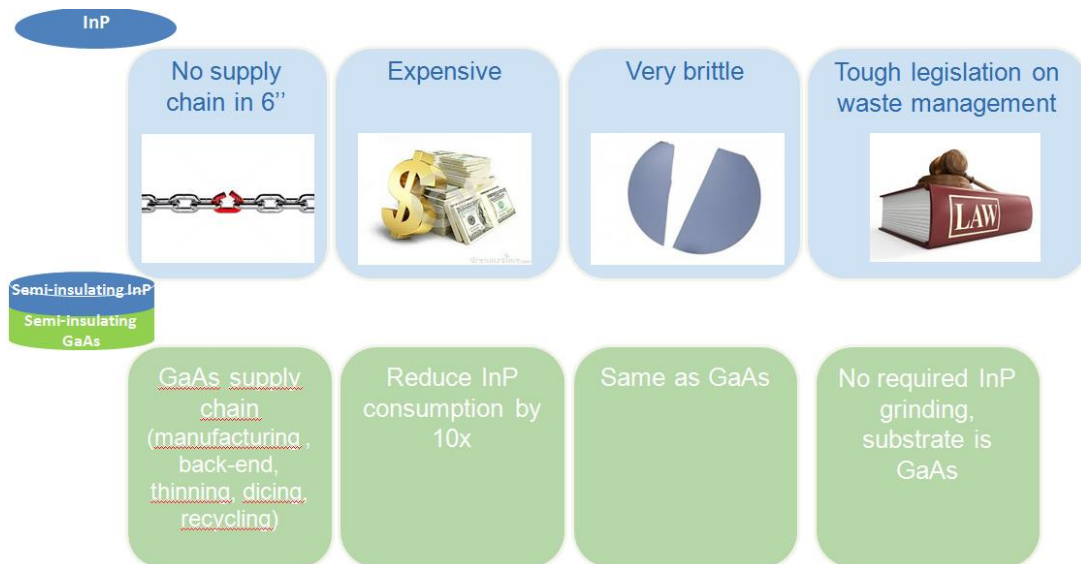 InP
No supply
chain in 6’’
Expensive
Very brittle
Tough legislation on
waste management
$
LAW
dreamstime.com
Semi-insulating InP
Semi-insulating
GaAs
GaAs supply
chain
(manufacturing,
back-end,
thinning, dicing,
recycling)
Reduce InP
consumption by
10x
Same as GaAs
No required InP
grinding,
substrate is
GaAs